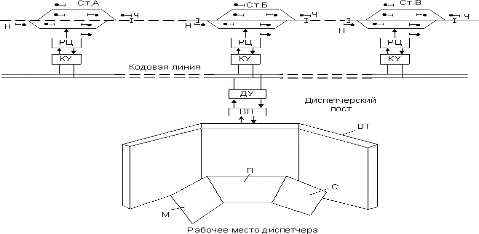 Ст.А Ст.Б Ст.В
Н Ч Н Ч Н Ч
РЦ РЦ РЦ
КУ КУ КУ
Кодовая линия
ДУ
ПП
Диспетчерский
пост
ВТ
П
С
М
Рабочее место диспетчера